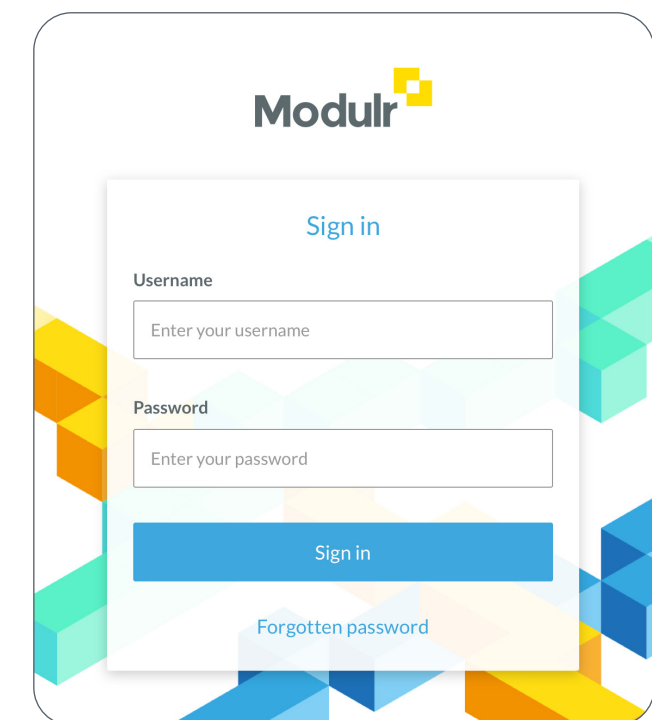 Modulr
Sign in
Username
Enter your username
Password
Enter your password
Sign in
Forgotten password